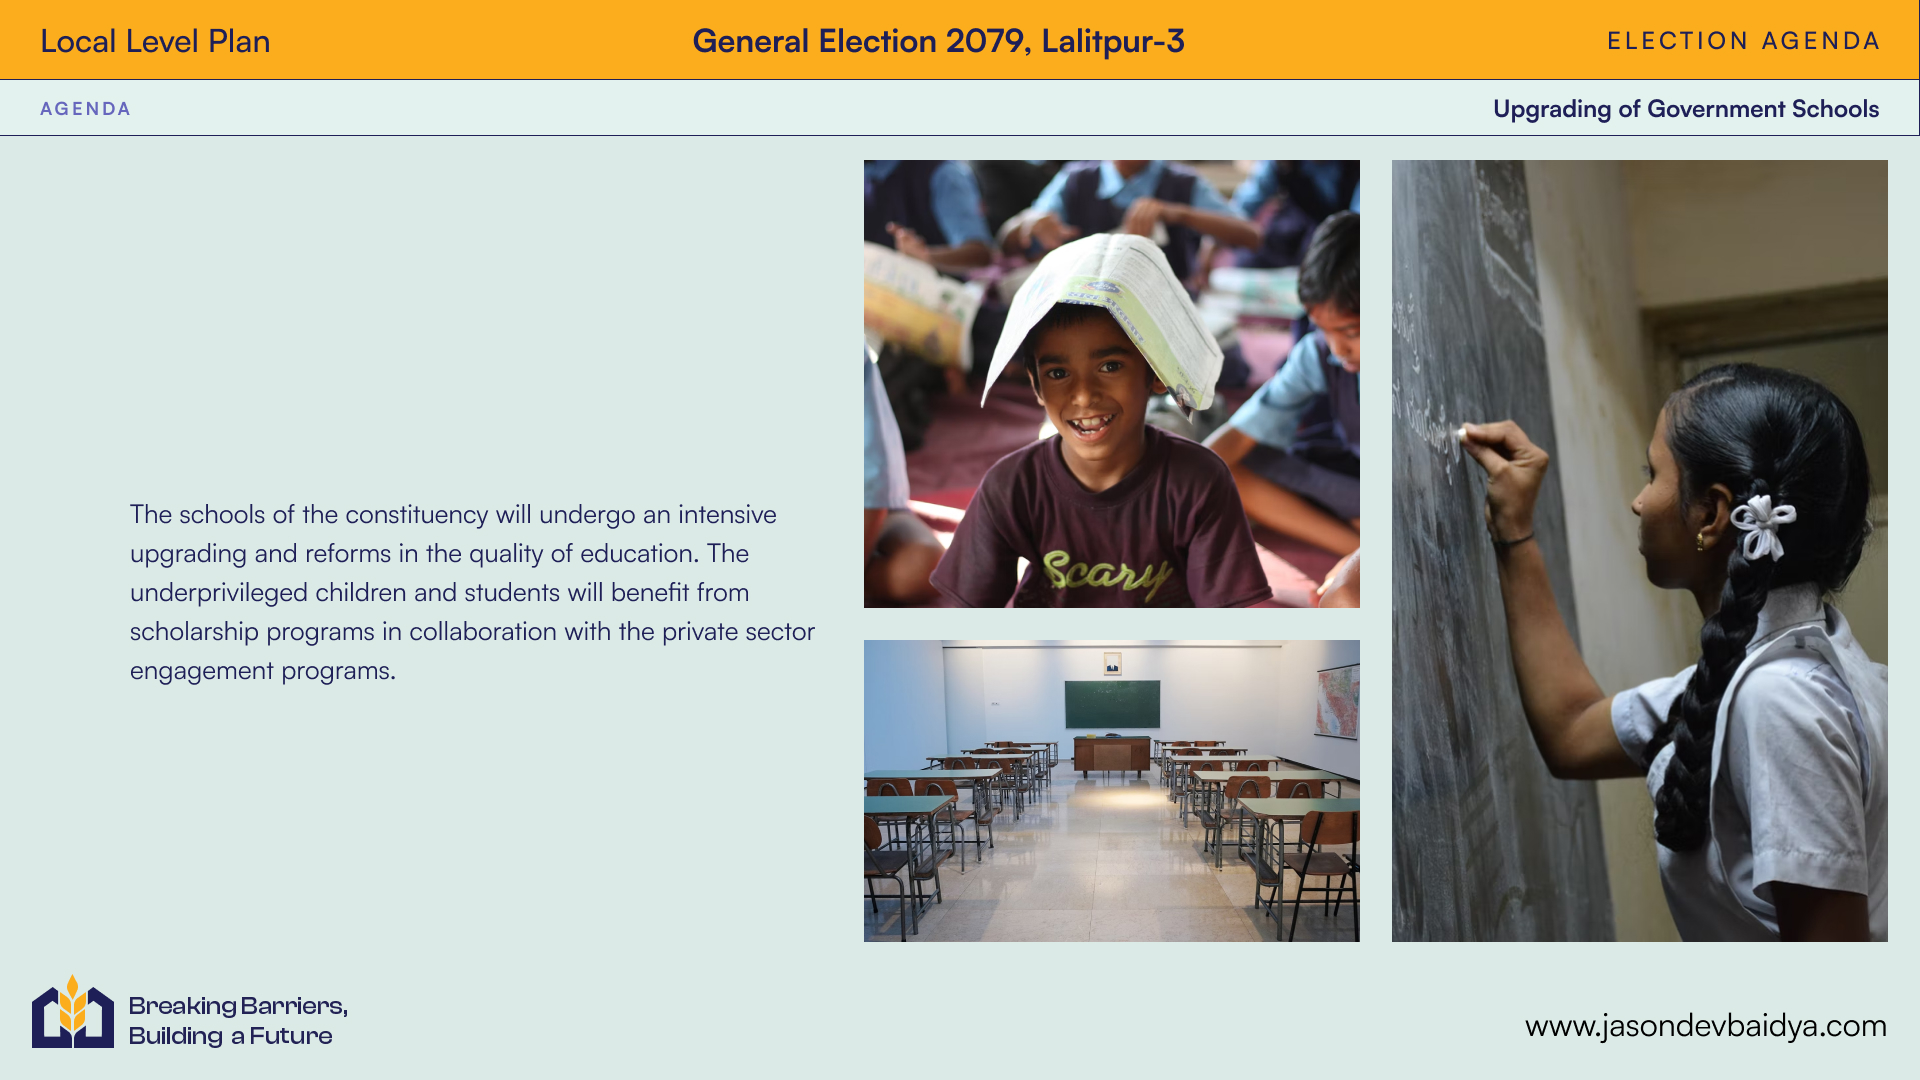 Local Level Plan
General Election 2079, Lalitpur-3
ELECTION AGENDA
AGENDA
Upgrading of Government Schools
The schools of the constituency will undergo an intensive
upgrading and reforms in the quality of education. The
underprivileged children and students will benefit from
scholarship programs in collaboration with the private sector
engagement programs.
Scary
Breaking Barriers,
Building a Future
www.jasondevbaidya.com